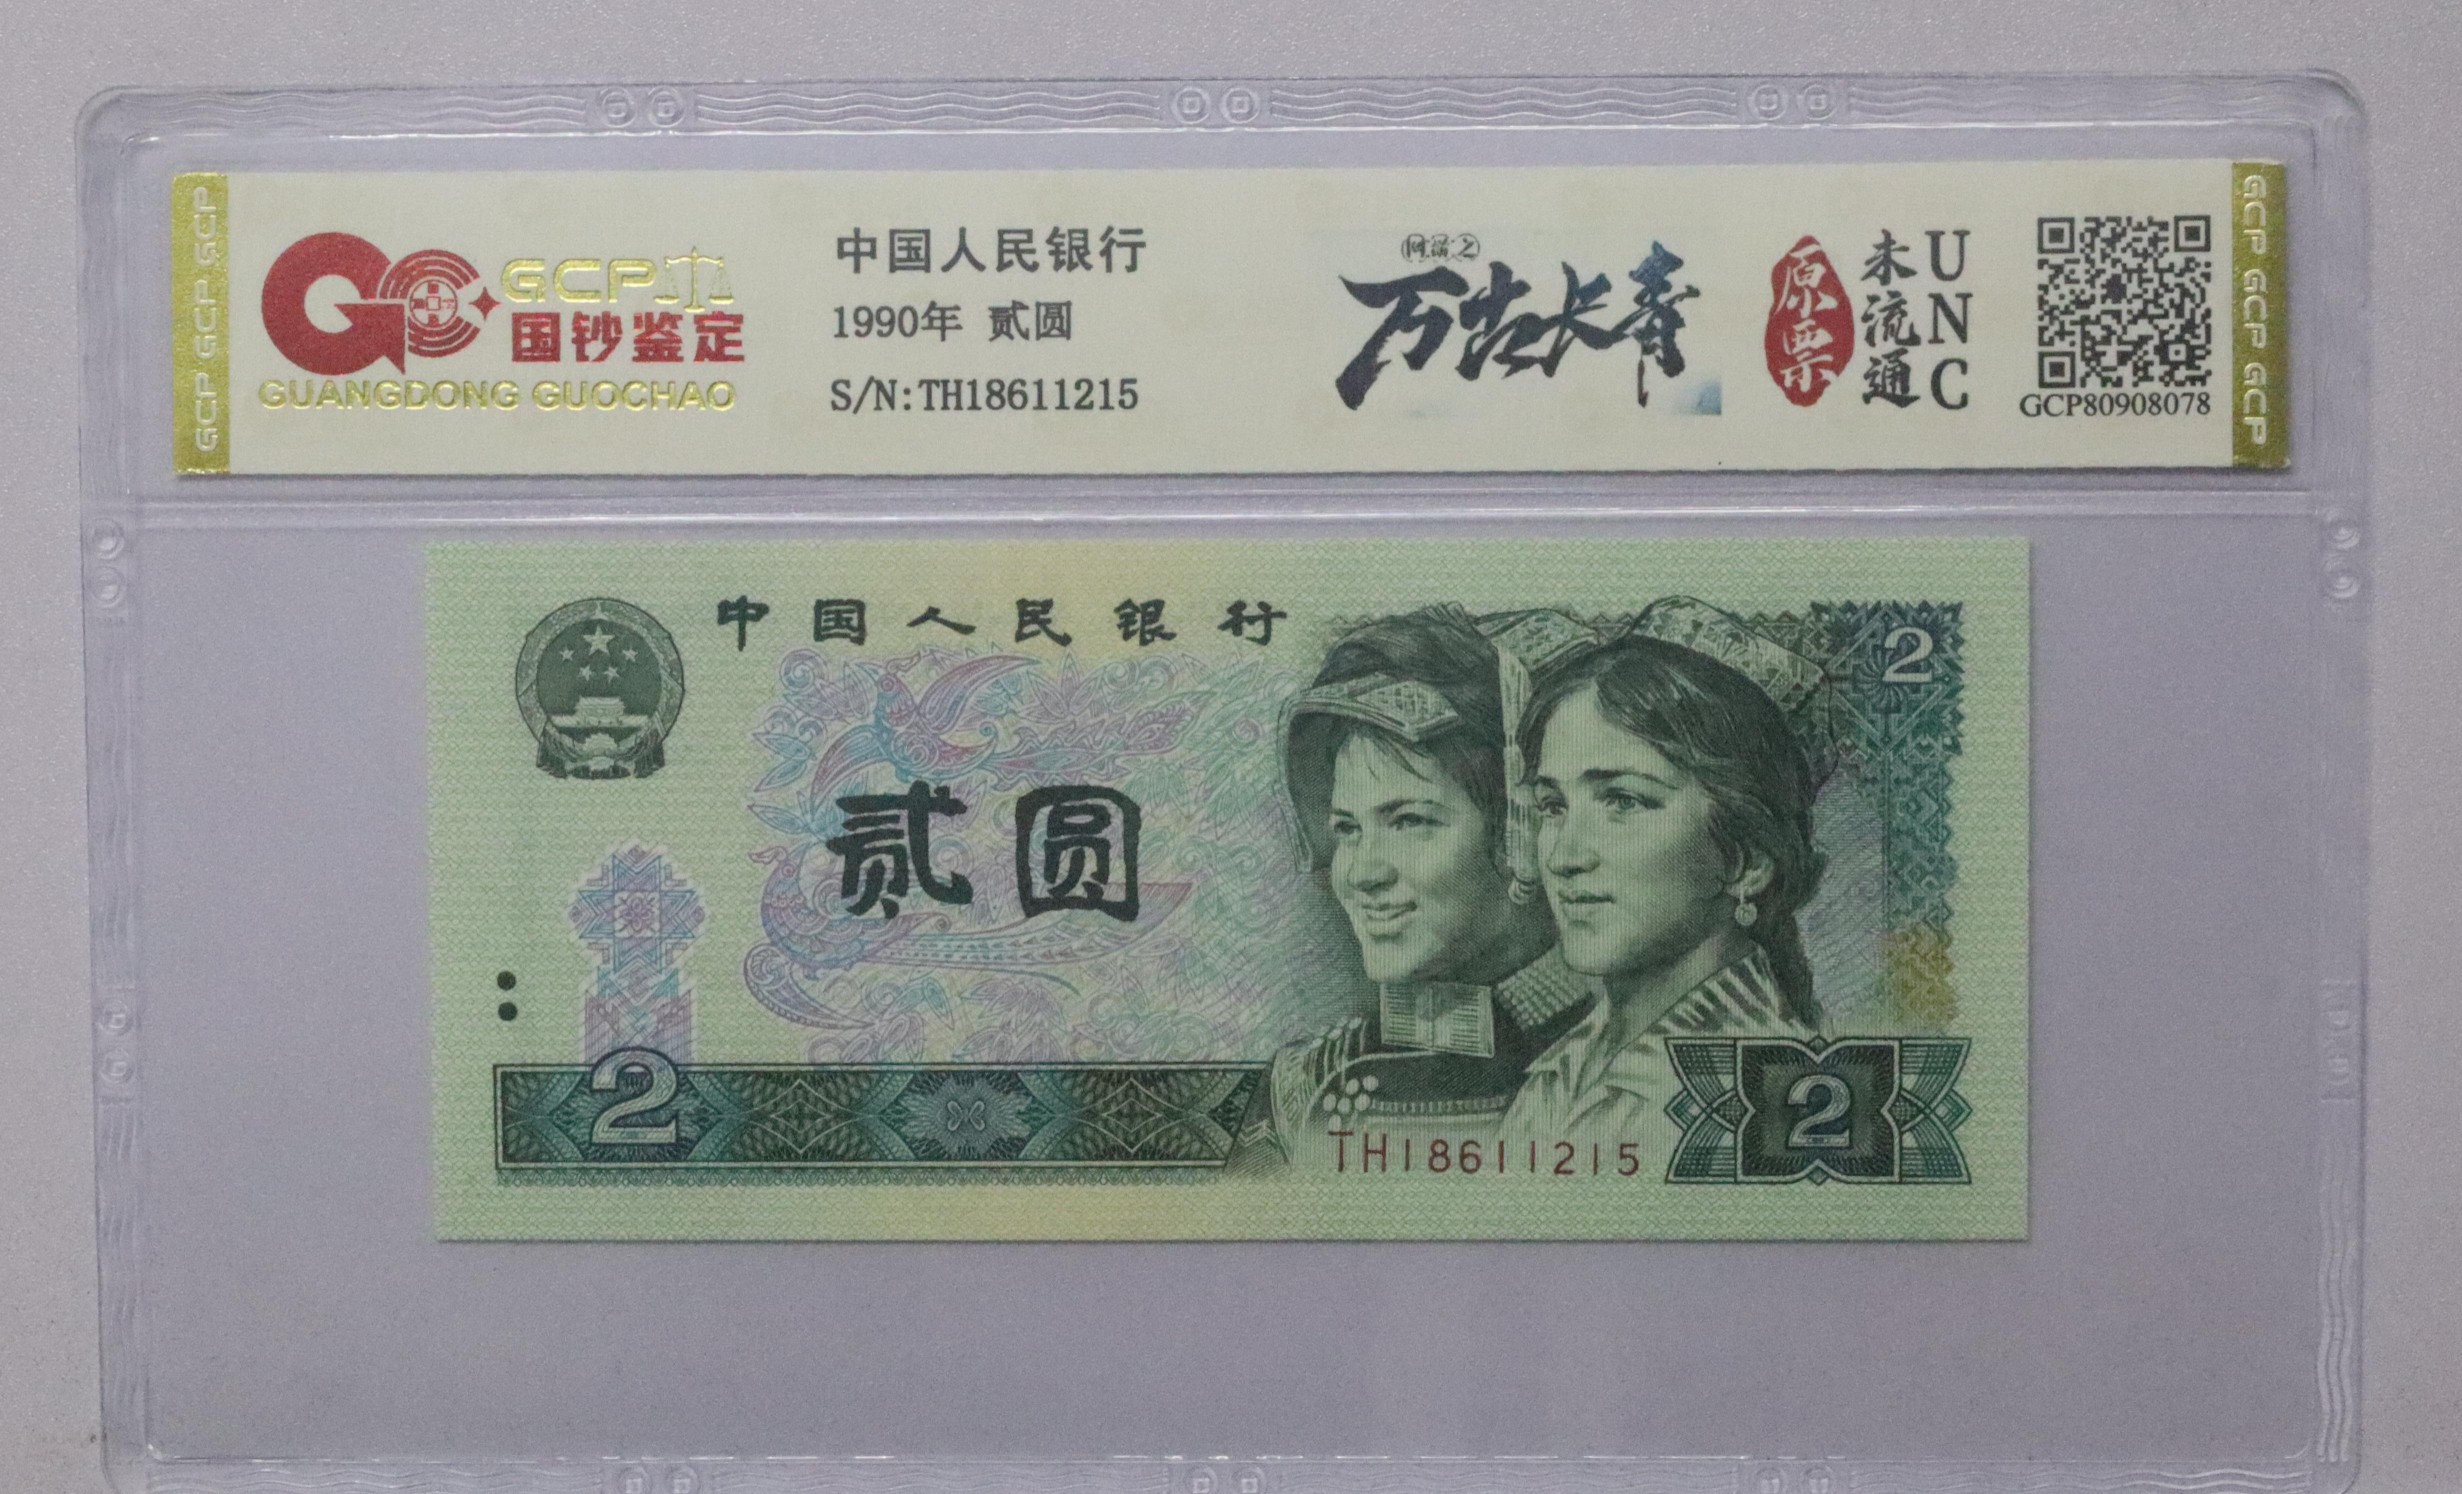 GCP GCP GCP
GCP
国钞鉴定
GUANGDONG GUOCHAO
中国人民银行
1990年 贰圆
S/N:TH18611215
万古长青
原票
未流通
UNC
GCP80908078
GCP GCP GCP
中国人民银行
2
贰圆
2
TH18611215
2